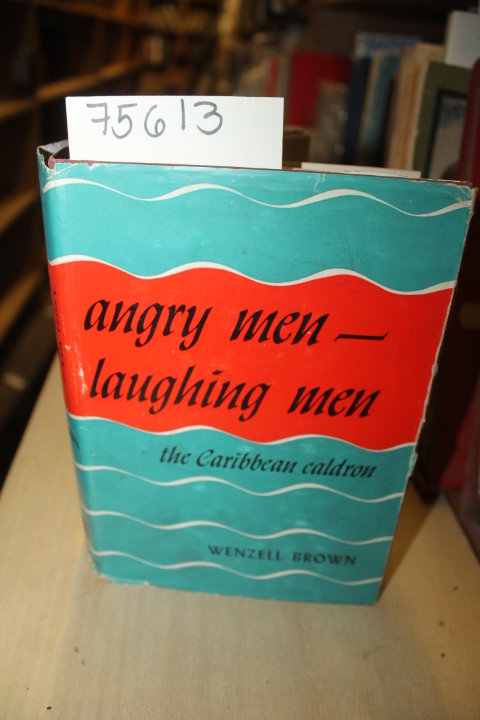 75613
angry men —
laughing men
the Caribbean caldron
WENZELL BROWN